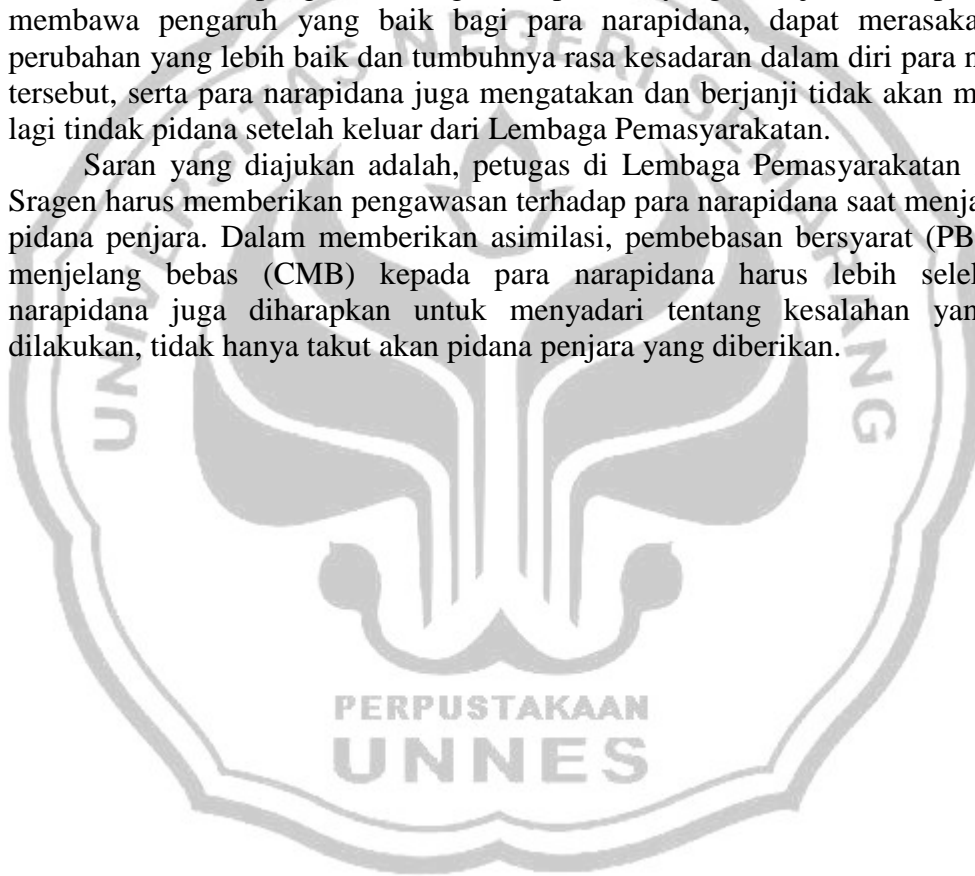 membawa pengaruh yang baik bagi para narapidana, dapat merasaka
perubahan yang lebih baik dan tumbuhnya rasa kesadaran dalam diri para n
tersebut, serta para narapidana juga mengatakan dan berjanji tidak akan m
lagi tindak pidana setelah keluar dari Lembaga Pemasyarakatan.
Saran yang diajukan adalah, petugas di Lembaga Pemasyarakatan
Sragen harus memberikan pengawasan terhadap para narapidana saat menja
pidana penjara. Dalam memberikan asimilasi, pembebasan bersyarat (PB
menjelang bebas (CMB) kepada para narapidana harus lebih sele
narapidana juga diharapkan untuk menyadari tentang kesalahan yan
dilakukan, tidak hanya takut akan pidana penjara yang diberikan.
UNIVERSITAS NEGERI SEMARANG
PERPUSTAKAAN
UNNES